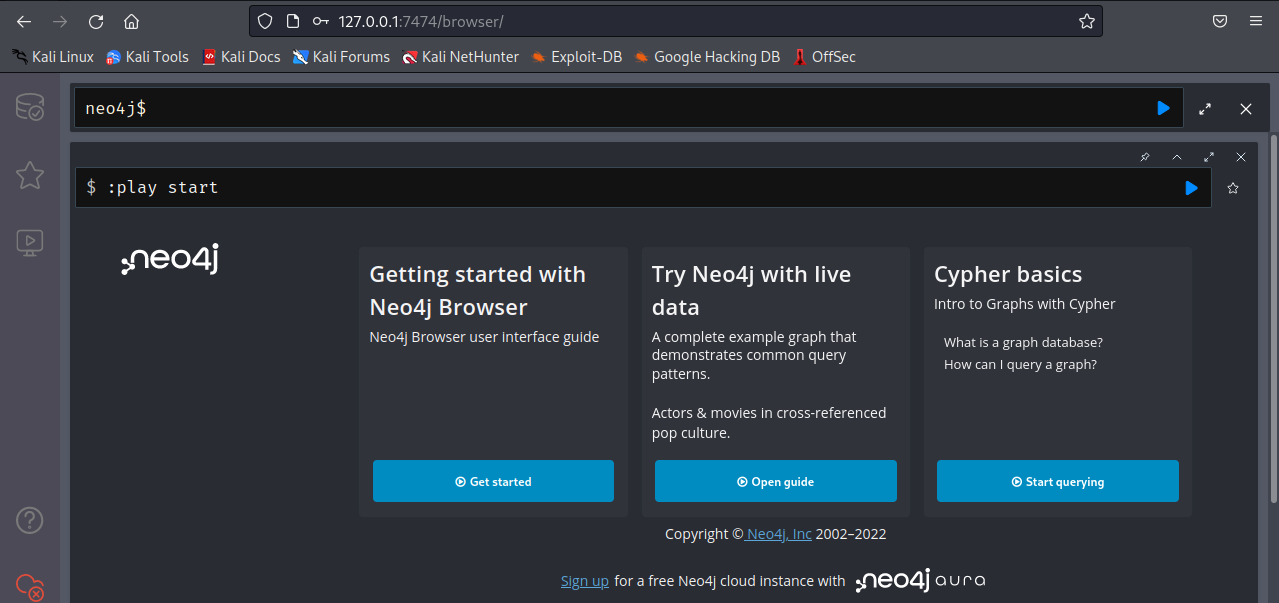 127.0.0.1:7474/browser/
Kali Linux Kali Tools Kali Docs Kali Forums Kali NetHunter Exploit-DB Google Hacking DB OffSec
neo4j$
$ :play start
neo4j
Getting started with
Neo4j Browser
Neo4j Browser user interface guide
Get started
Try Neo4j with live
data
A complete example graph that
demonstrates common query
patterns.
Actors & movies in cross-referenced
pop culture.
Open guide
Cypher basics
Intro to Graphs with Cypher
What is a graph database?
How can I query a graph?
Start querying
Copyright © Neo4j, Inc 2002–2022
Sign up for a free Neo4j cloud instance with neo4j aura